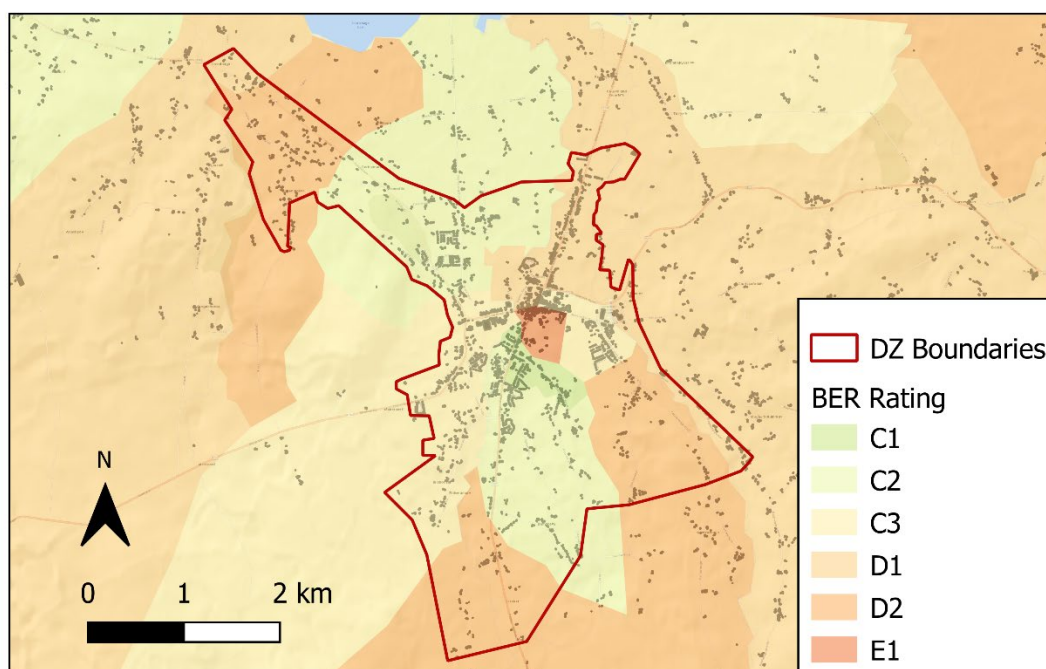 N
0 1 2 km
DZ Boundaries
BER Rating
C1
C2
C3
D1
D2
E1